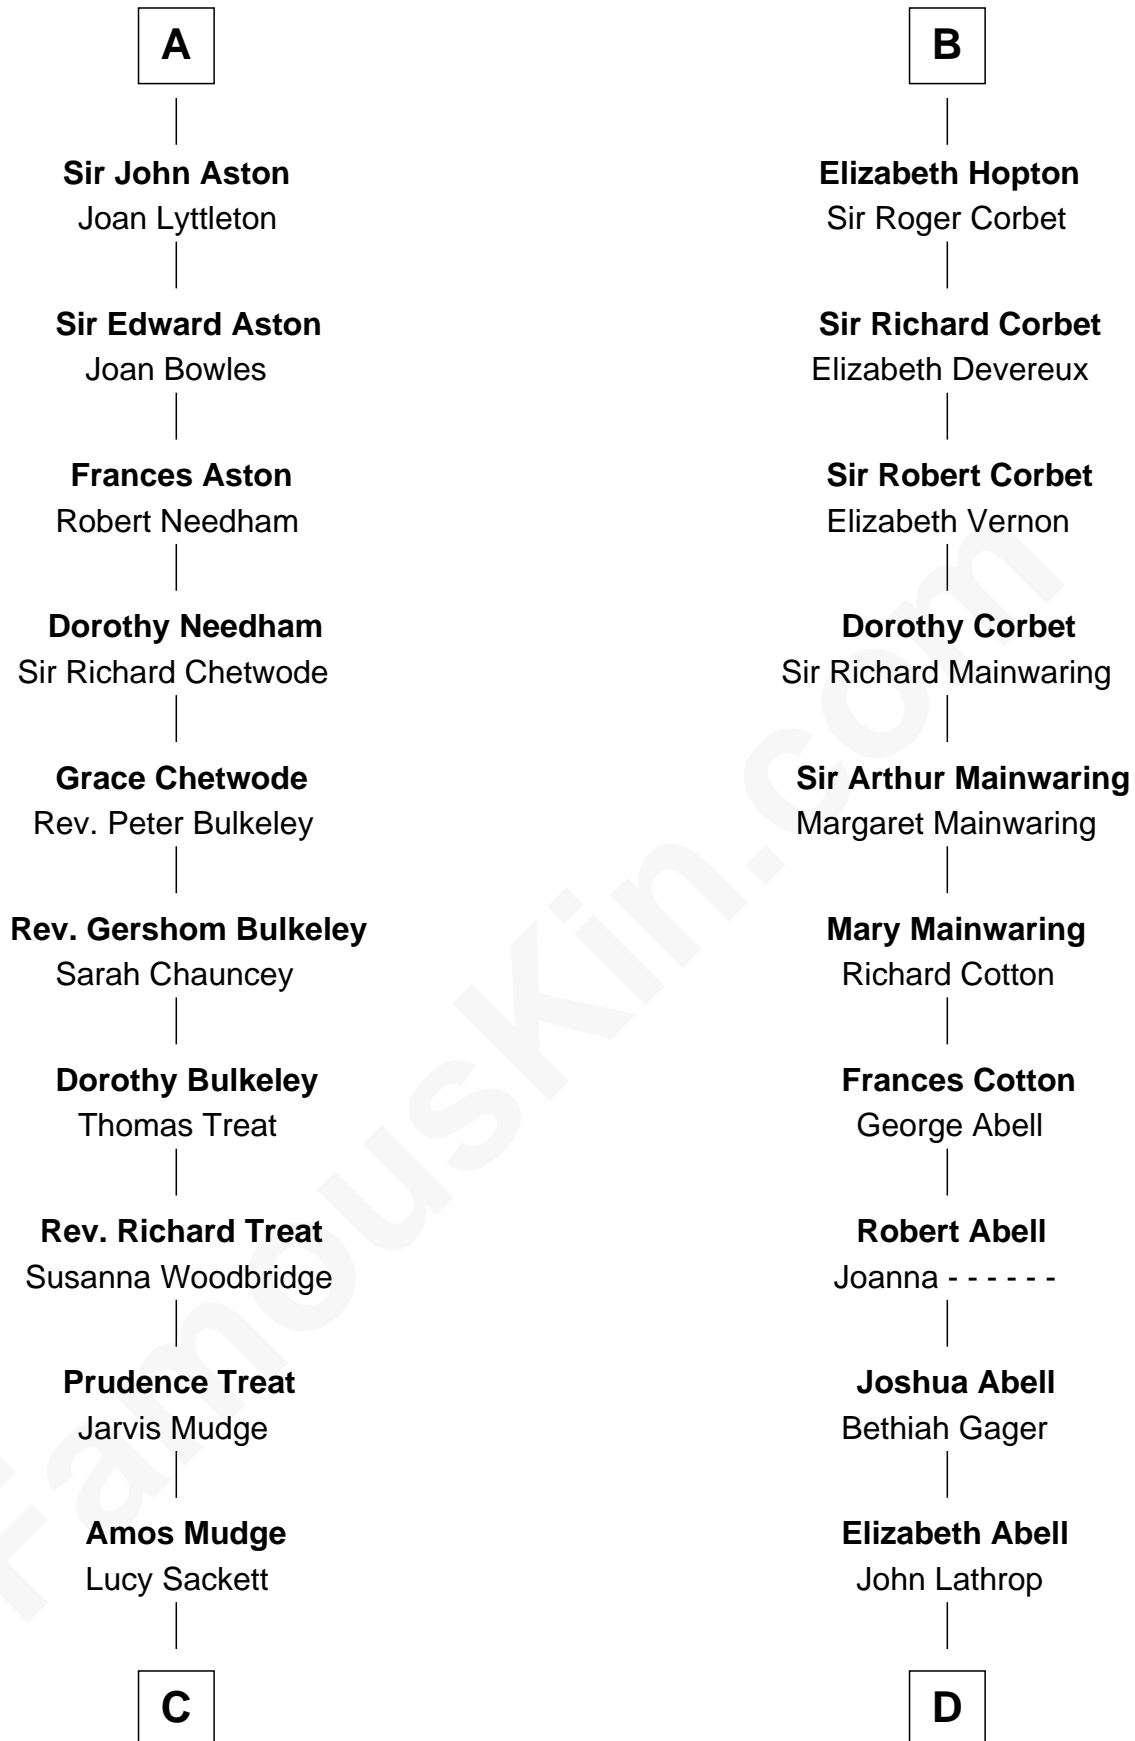 A
Sir John Aston
Joan Lyttleton
Sir Edward Aston
Joan Bowles
Frances Aston
Robert Needham
Dorothy Needham
Sir Richard Chetwode
Grace Chetwode
Rev. Peter Bulkeley
Rev. Gershom Bulkeley
Sarah Chauncey
Dorothy Bulkeley
Thomas Treat
Rev. Richard Treat
Susanna Woodbridge
Prudence Treat
Jarvis Mudge
Amos Mudge
Lucy Sackett
C
B
Elizabeth Hopton
Sir Roger Corbet
Sir Richard Corbet
Elizabeth Devereux
Sir Robert Corbet
Elizabeth Vernon
Dorothy Corbet
Sir Richard Mainwaring
Sir Arthur Mainwaring
Margaret Mainwaring
Mary Mainwaring
Richard Cotton
Frances Cotton
George Abell
Robert Abell
Joanna - - - - - -
Joshua Abell
Bethiah Gager
Elizabeth Abell
John Lathrop
D
FamousKin.com